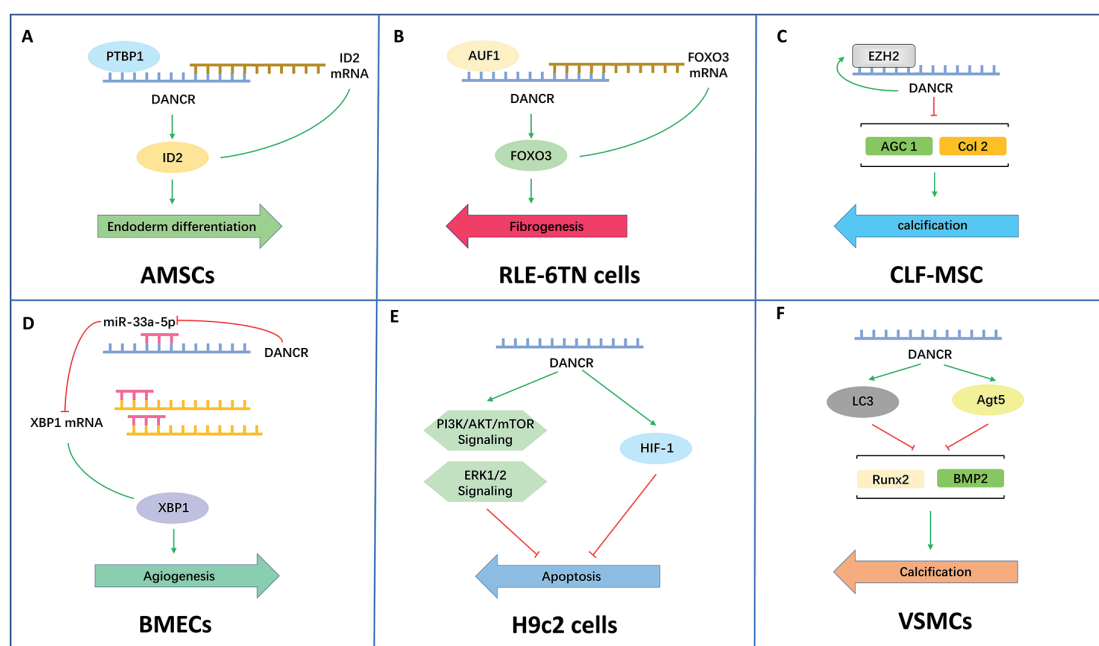 A
PTBP1
ID2
mRNA
DANCR
ID2
Endoderm differentiation
AMSCs
B
AUF1
FOXO3
mRNA
DANCR
FOXO3
Fibrogenesis
RLE-6TN cells
C
EZH2
DANCR
AGC 1
Col 2
calcification
CLF-MSC
D
miR-33a-5p
DANCR
XBP1 mRNA
XBP1
Agiogenesis
BMECs
E
DANCR
PI3K/AKT/mTOR
Signaling
HIF-1
ERK1/2
Signaling
Apoptosis
H9c2 cells
F
DANCR
LC3
Agt5
Runx2
BMP2
Calcification
VSMCs